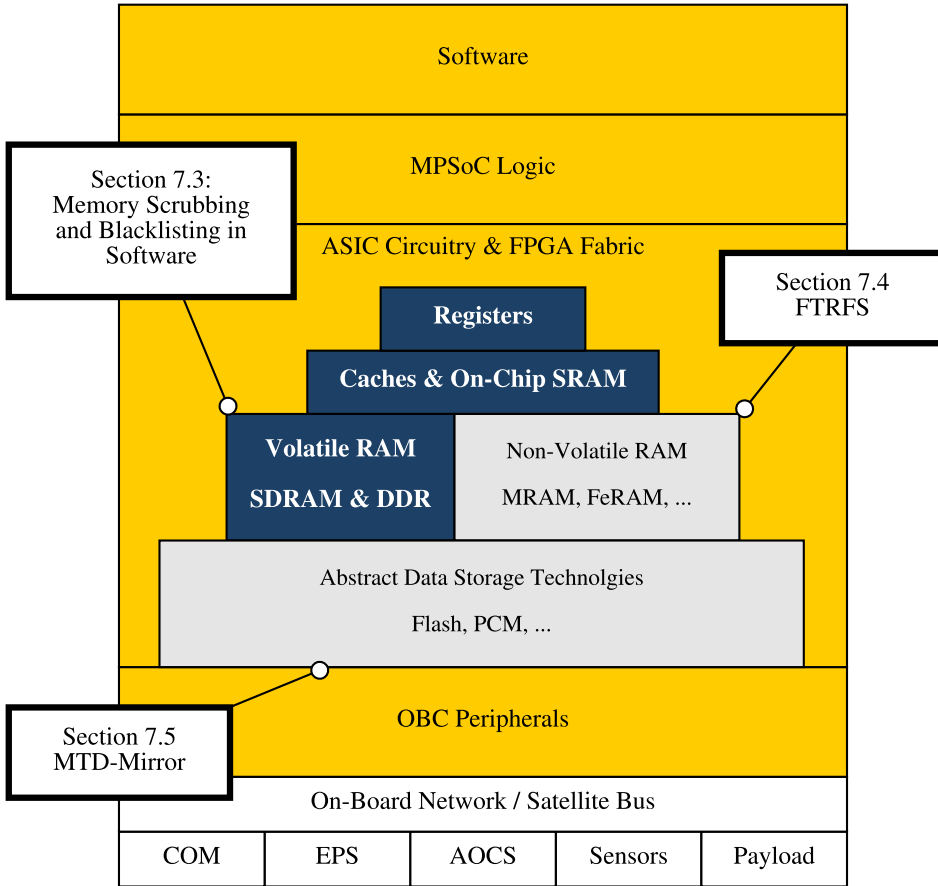 Software
MPSoC Logic
Section 7.3:
Memory Scrubbing
and Blacklisting in
Software
ASIC Circuitry & FPGA Fabric
Section 7.4
FTRFS
Registers
Caches & On-Chip SRAM
Volatile RAM
SDRAM & DDR
Non-Volatile RAM
MRAM, FeRAM, ...
Abstract Data Storage Technolgies
Flash, PCM, ...
Section 7.5
MTD-Mirror
OBC Peripherals
On-Board Network / Satellite Bus
COM
EPS
AOCS
Sensors
Payload